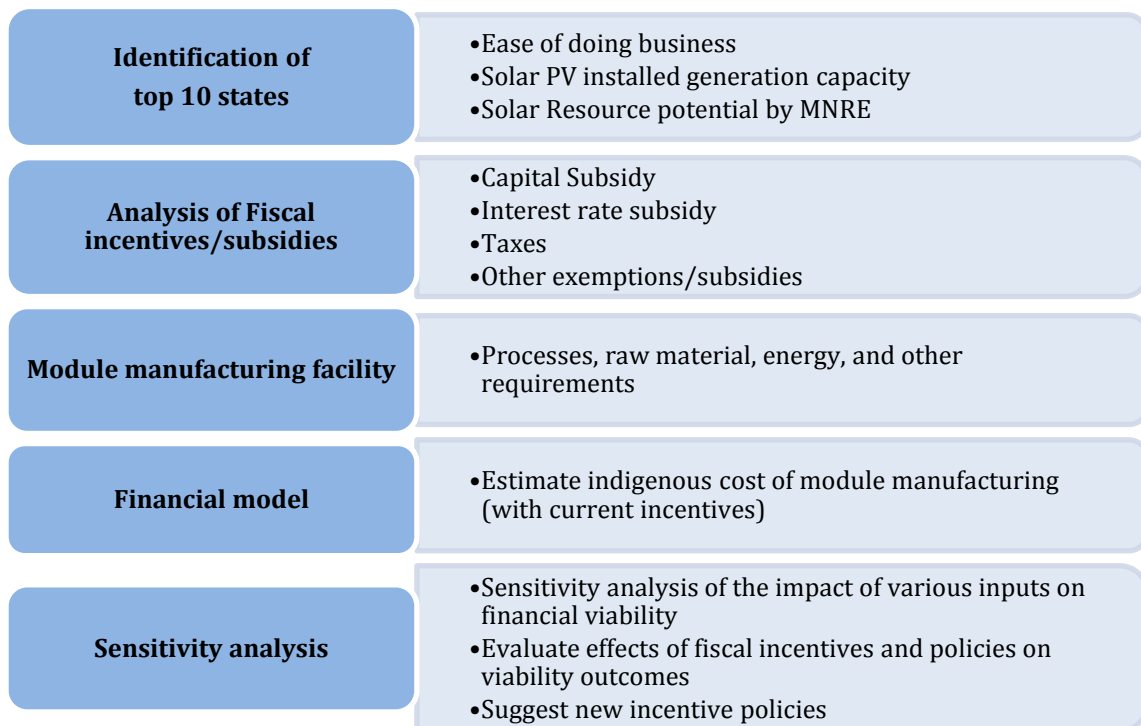 Identification of
top 10 states
•Ease of doing business
•Solar PV installed generation capacity
•Solar Resource potential by MNRE
Analysis of Fiscal
incentives/subsidies
•Capital Subsidy
•Interest rate subsidy
•Taxes
•Other exemptions/subsidies
Module manufacturing facility
•Processes, raw material, energy, and other
requirements
Financial model
•Estimate indigenous cost of module manufacturing
(with current incentives)
Sensitivity analysis
•Sensitivity analysis of the impact of various inputs on
financial viability
•Evaluate effects of fiscal incentives and policies on
viability outcomes
•Suggest new incentive policies